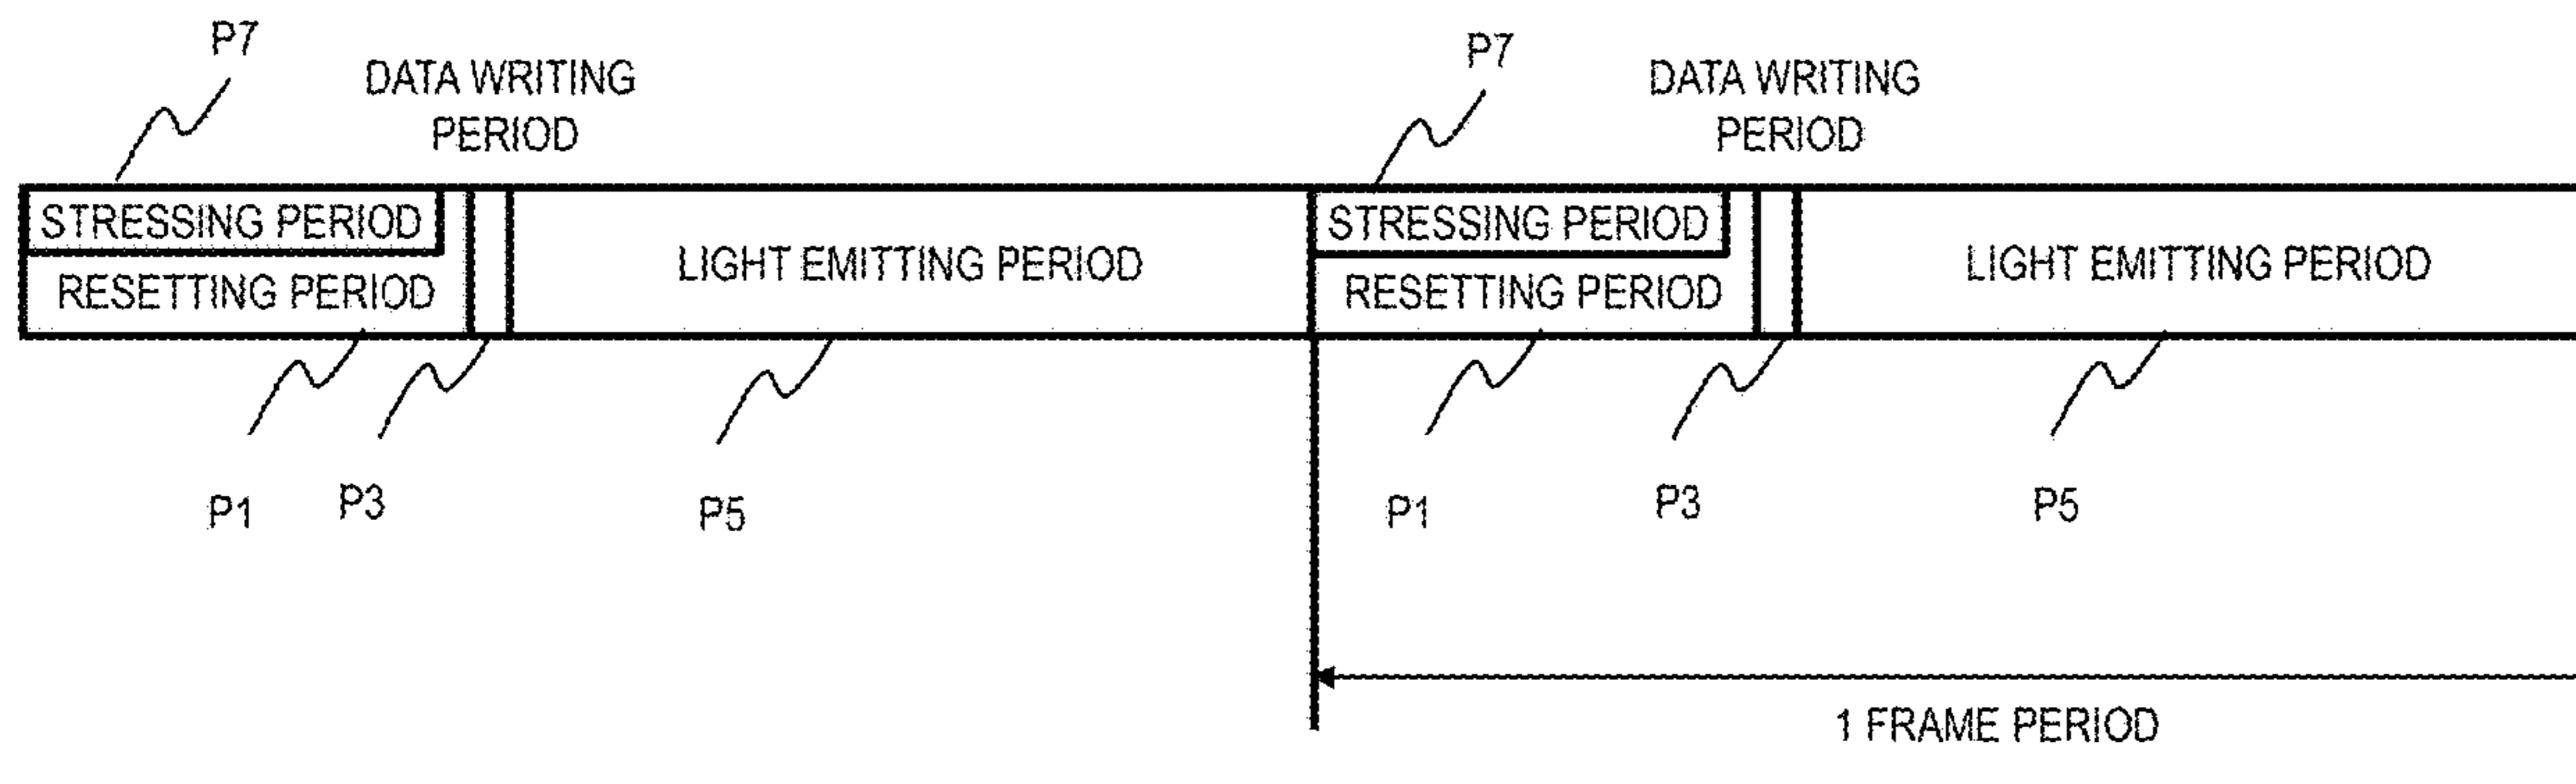 P7
DATA WRITING
PERIOD
P7
DATA WRITING
PERIOD
STRESSING PERIOD
RESETTING PERIOD
LIGHT EMITTING PERIOD
STRESSING PERIOD
RESETTING PERIOD
LIGHT EMITTING PERIOD
P1
P3
P5
P1
P3
P5
1 FRAME PERIOD